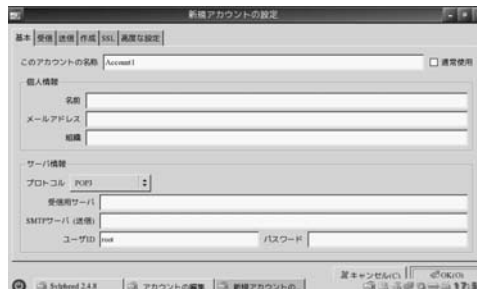 新規アカウントの設定
基本 受信 送信 作成 SSL 高度な設定
このアカウントの名称 Account1 通常使用
個人情報
名前
メールアドレス
組織
サーバ情報
プロトコル POP3
受信用サーバ
SMTPサーバ (送信)
ユーザID root パスワード
キャンセル(C) OK(O)
Sylpheed 2.4.8 アカウントの編集 新規アカウントの